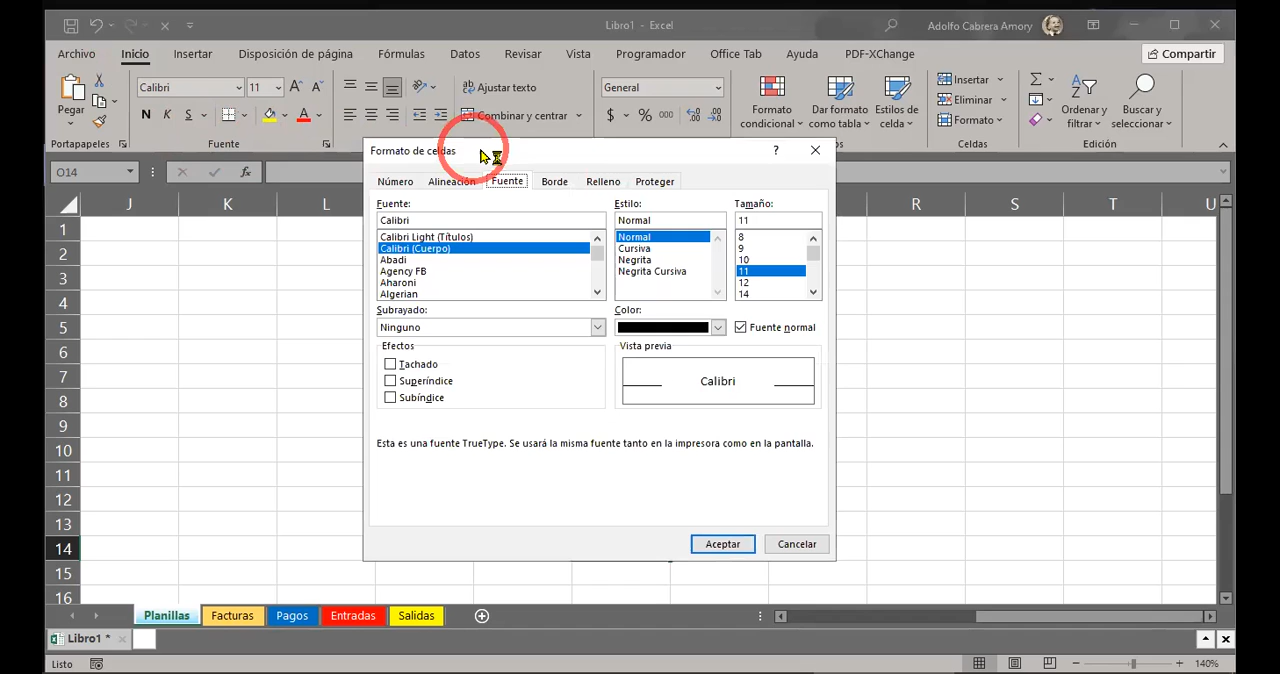 Libro1 - Excel
Adolfo Cabrera Amory
Archivo Inicio Insertar Disposición de página Fórmulas Datos Revisar Vista Programador Office Tab Ayuda PDF-XChange Compartir
Pegar
Calibri 11
N K S
Ajustar texto
Combinar y centrar
General
$ % 000
Formato condicional
Dar formato como tabla
Estilos de celda
Insertar
Eliminar
Formato
Ordenar y filtrar
Buscar y seleccionar
Portapapeles Fuente Celdas Edición
O14 fx
J K L R S T U
1
2
3
4
5
6
7
8
9
10
11
12
13
14
15
16
Formato de celdas ?
Número Alineación Fuente Borde Relleno Proteger
Fuente: Estilo: Tamaño:
Calibri Normal 11
Calibri Light (Títulos) Normal 8
Calibri (Cuerpo) Cursiva 9
Abadi Negrita 10
Agency FB Negrita Cursiva 11
Aharoni 12
Algerian 14
Subrayado: Color:
Ninguno Fuente normal
Efectos Vista previa
Tachado
Superíndice Calibri
Subíndice
Esta es una fuente TrueType. Se usará la misma fuente tanto en la impresora como en la pantalla.
Aceptar Cancelar
Planillas Facturas Pagos Entradas Salidas
Libro1 *
Listo 140%